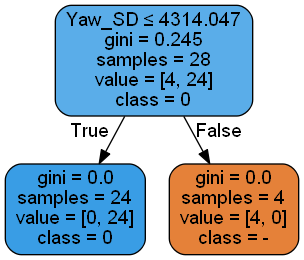 Yaw_SD ≤ 4314.047
gini = 0.245
samples = 28
value = [4, 24]
class = 0
True
False
gini = 0.0
samples = 24
value = [0, 24]
class = 0
gini = 0.0
samples = 4
value = [4, 0]
class = -